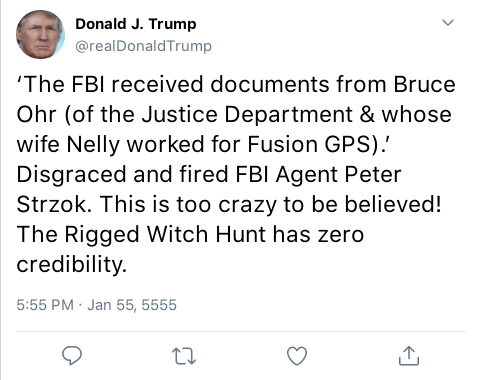 Donald J. Trump
@realDonaldTrump
‘The FBI received documents from Bruce
Ohr (of the Justice Department & whose
wife Nelly worked for Fusion GPS).’
Disgraced and fired FBI Agent Peter
Strzok. This is too crazy to be believed!
The Rigged Witch Hunt has zero
credibility.
5:55 PM · Jan 55, 5555